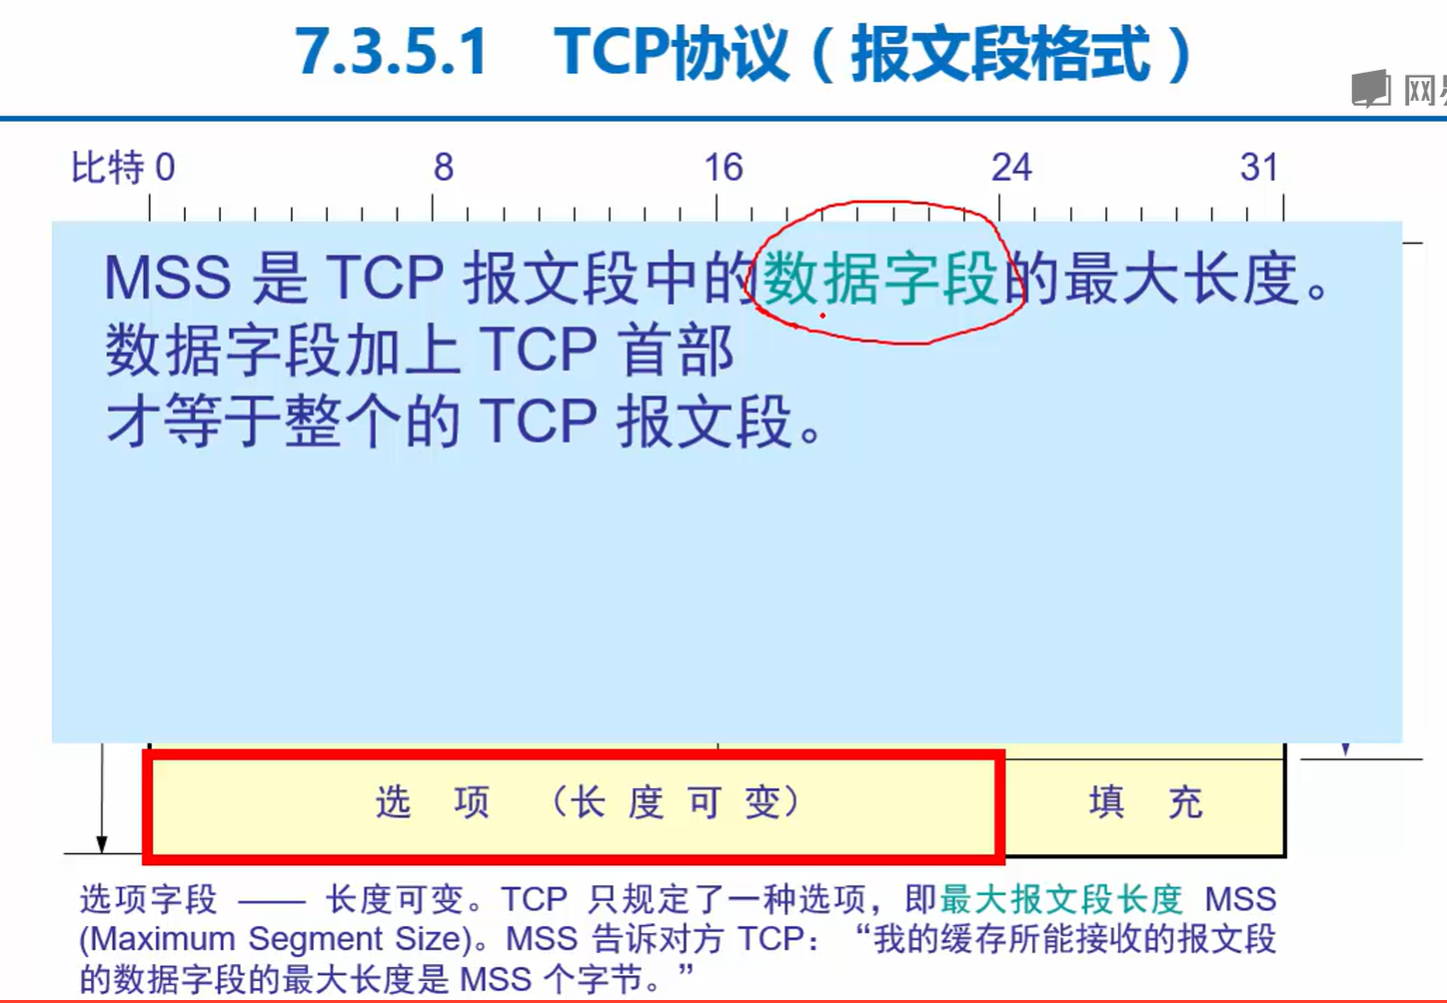 7.3.5.1 TCP协议（报文段格式）
网
比特 0 8 16 24 31
MSS 是 TCP 报文段中的数据字段的最大长度。
数据字段加上 TCP 首部
才等于整个的 TCP 报文段。
选 项 （长 度 可 变） 填 充
选项字段 —— 长度可变。TCP 只规定了一种选项，即最大报文段长度 MSS
(Maximum Segment Size)。MSS 告诉对方 TCP：“我的缓存所能接收的报文段
的数据字段的最大长度是 MSS 个字节。”